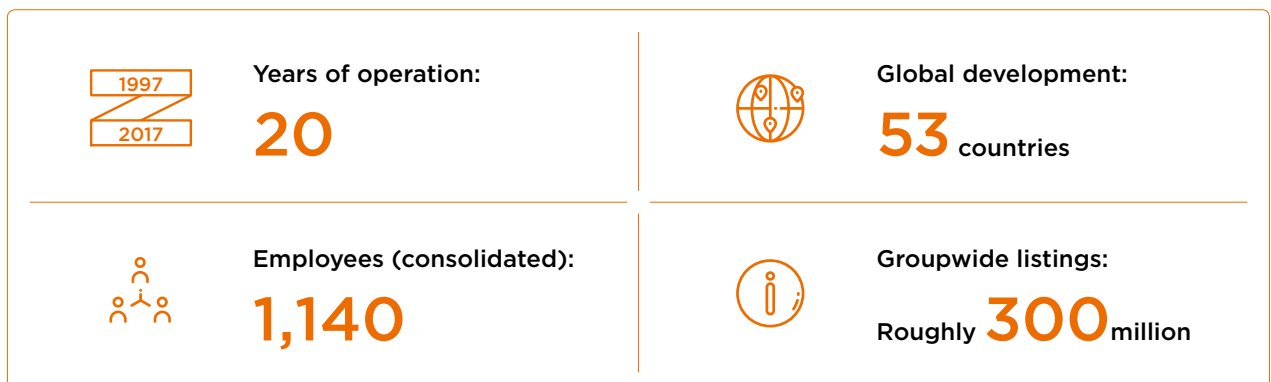 1997
2017
Years of operation:
20
Global development:
53 countries
Employees (consolidated):
1,140
Groupwide listings:
Roughly 300 million